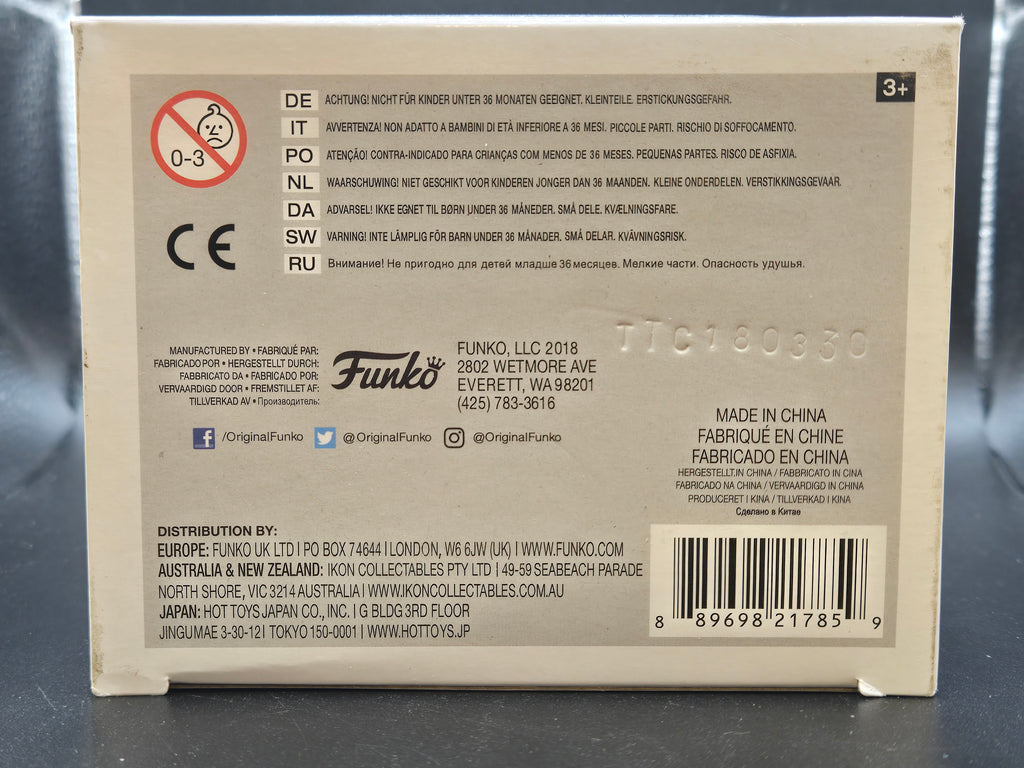 3+
0-3
DE ACHTUNG! NICHT FÜR KINDER UNTER 36 MONATEN GEEIGNET. KLEINTEILE. ERSTICKUNGSGEFAHR.
IT AVVERTENZA! NON ADATTO A BAMBINI DI ETÀ INFERIORE A 36 MESI. PICCOLE PARTI. RISCHIO DI SOFFOCAMENTO.
PO ATENÇÃO! CONTRA-INDICADO PARA CRIANÇAS COM MENOS DE 36 MESES. PEQUENAS PARTES. RISCO DE ASFIXIA.
NL WAARSCHUWING! NIET GESCHIKT VOOR KINDEREN JONGER DAN 36 MAANDEN. KLEINE ONDERDELEN. VERSTIKKINGSGEVAAR.
DA ADVARSEL! IKKE EGNET TIL BØRN UNDER 36 MÅNEDER. SMÅ DELE. KVÆLNINGSFARE.
SW VARNING! INTE LÄMPLIG FÖR BARN UNDER 36 MÅNADER. SMÅ DELAR. KVÄVNINGSRISK.
RU Внимание! Не пригодно для детей младше 36 месяцев. Мелкие части. Опасность удушья.
CE
TTC180330
MANUFACTURED BY • FABRIQUÉ PAR:
FABRICADO POR • HERGESTELLT DURCH:
FABBRICATO DA • FABRICADO POR:
VERVAARDIGD DOOR • FREMSTILLET AF:
TILLVERKAD AV • Производитель:
Funko
FUNKO, LLC 2018
2802 WETMORE AVE
EVERETT, WA 98201
(425) 783-3616
/OriginalFunko @OriginalFunko @OriginalFunko
MADE IN CHINA
FABRIQUÉ EN CHINE
FABRICADO EN CHINA
HERGESTELLT.IN CHINA / FABBRICATO IN CINA
FABRICADO NA CHINA / VERVAARDIGD IN CHINA
PRODUCERET I KINA / TILLVERKAD I KINA
Сделано в Китае
DISTRIBUTION BY:
EUROPE: FUNKO UK LTD | PO BOX 74644 | LONDON, W6 6JW (UK) | WWW.FUNKO.COM
AUSTRALIA & NEW ZEALAND: IKON COLLECTABLES PTY LTD | 49-59 SEABEACH PARADE
NORTH SHORE, VIC 3214 AUSTRALIA | WWW.IKONCOLLECTABLES.COM.AU
JAPAN: HOT TOYS JAPAN CO., INC. | G BLDG 3RD FLOOR
JINGUMAE 3-30-12 | TOKYO 150-0001 | WWW.HOTTOYS.JP
8 89698 21785 9